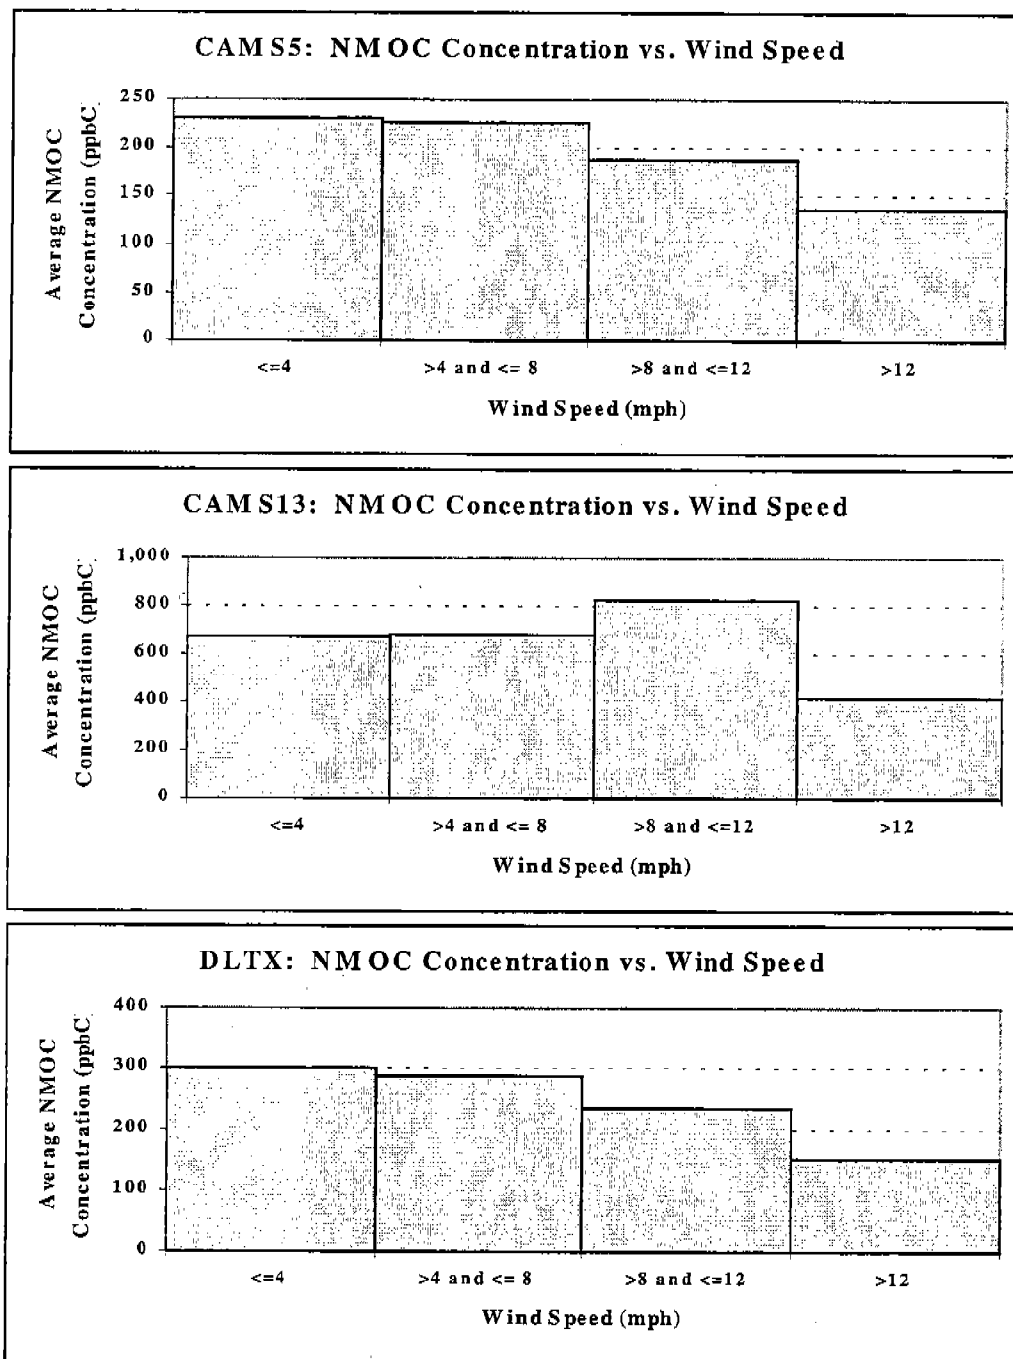 CAMS5: NMOC Concentration vs. Wind Speed
Average NMOC
Concentration (ppbC)
250
200
150
100
50
0
<=4 >4 and <= 8 >8 and <=12 >12
Wind Speed (mph)
CAMS13: NMOC Concentration vs. Wind Speed
Average NMOC
Concentration (ppbC)
1,000
800
600
400
200
0
<=4 >4 and <= 8 >8 and <=12 >12
Wind Speed (mph)
DLTX: NMOC Concentration vs. Wind Speed
Average NMOC
Concentration (ppbC)
400
300
200
100
0
<=4 >4 and <= 8 >8 and <=12 >12
Wind Speed (mph)